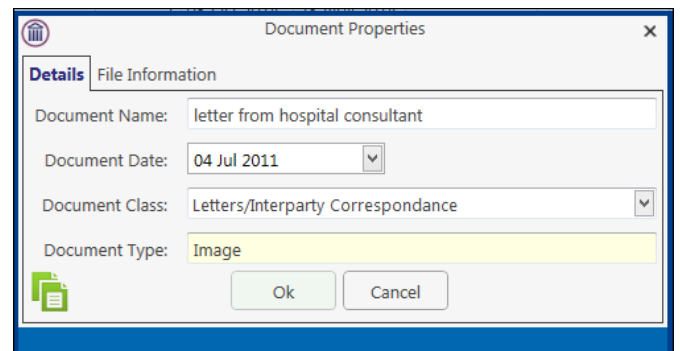 Document Properties
Details File Information
Document Name: letter from hospital consultant
Document Date: 04 Jul 2011
Document Class: Letters/Interparty Correspondance
Document Type: Image
Ok Cancel